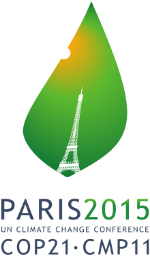 PARIS2015
UN CLIMATE CHANGE CONFERENCE
COP21·CMP11